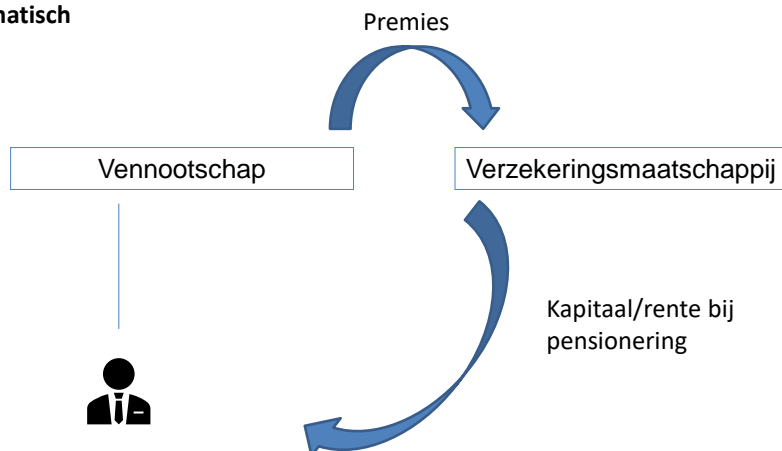 matisch
Premies
Vennootschap
Verzekeringsmaatschappij
Kapitaal/rente bij
pensionering